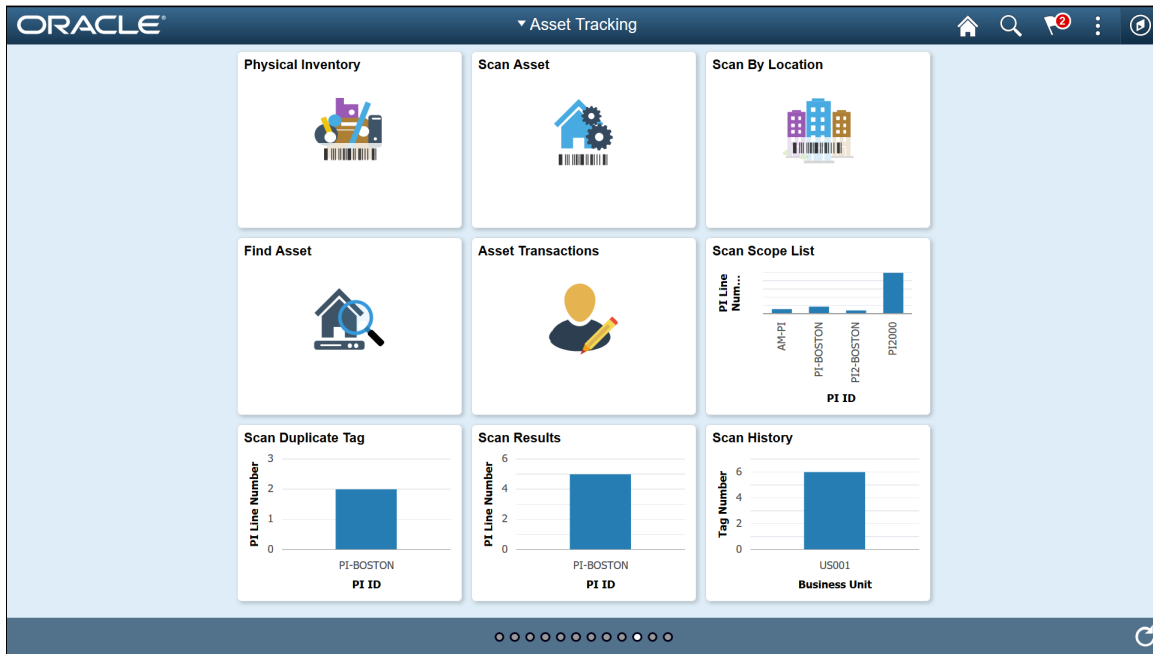 ORACLE
Asset Tracking
2
Physical Inventory
Scan Asset
Scan By Location
Find Asset
Asset Transactions
Scan Scope List
PI Line
Num...
AM-PI
PI-BOSTON
PI2-BOSTON
PI2000
PI ID
Scan Duplicate Tag
PI Line Number
3
2
1
0
PI-BOSTON
PI ID
Scan Results
PI Line Number
6
4
2
0
PI-BOSTON
PI ID
Scan History
Tag Number
6
4
2
0
US001
Business Unit